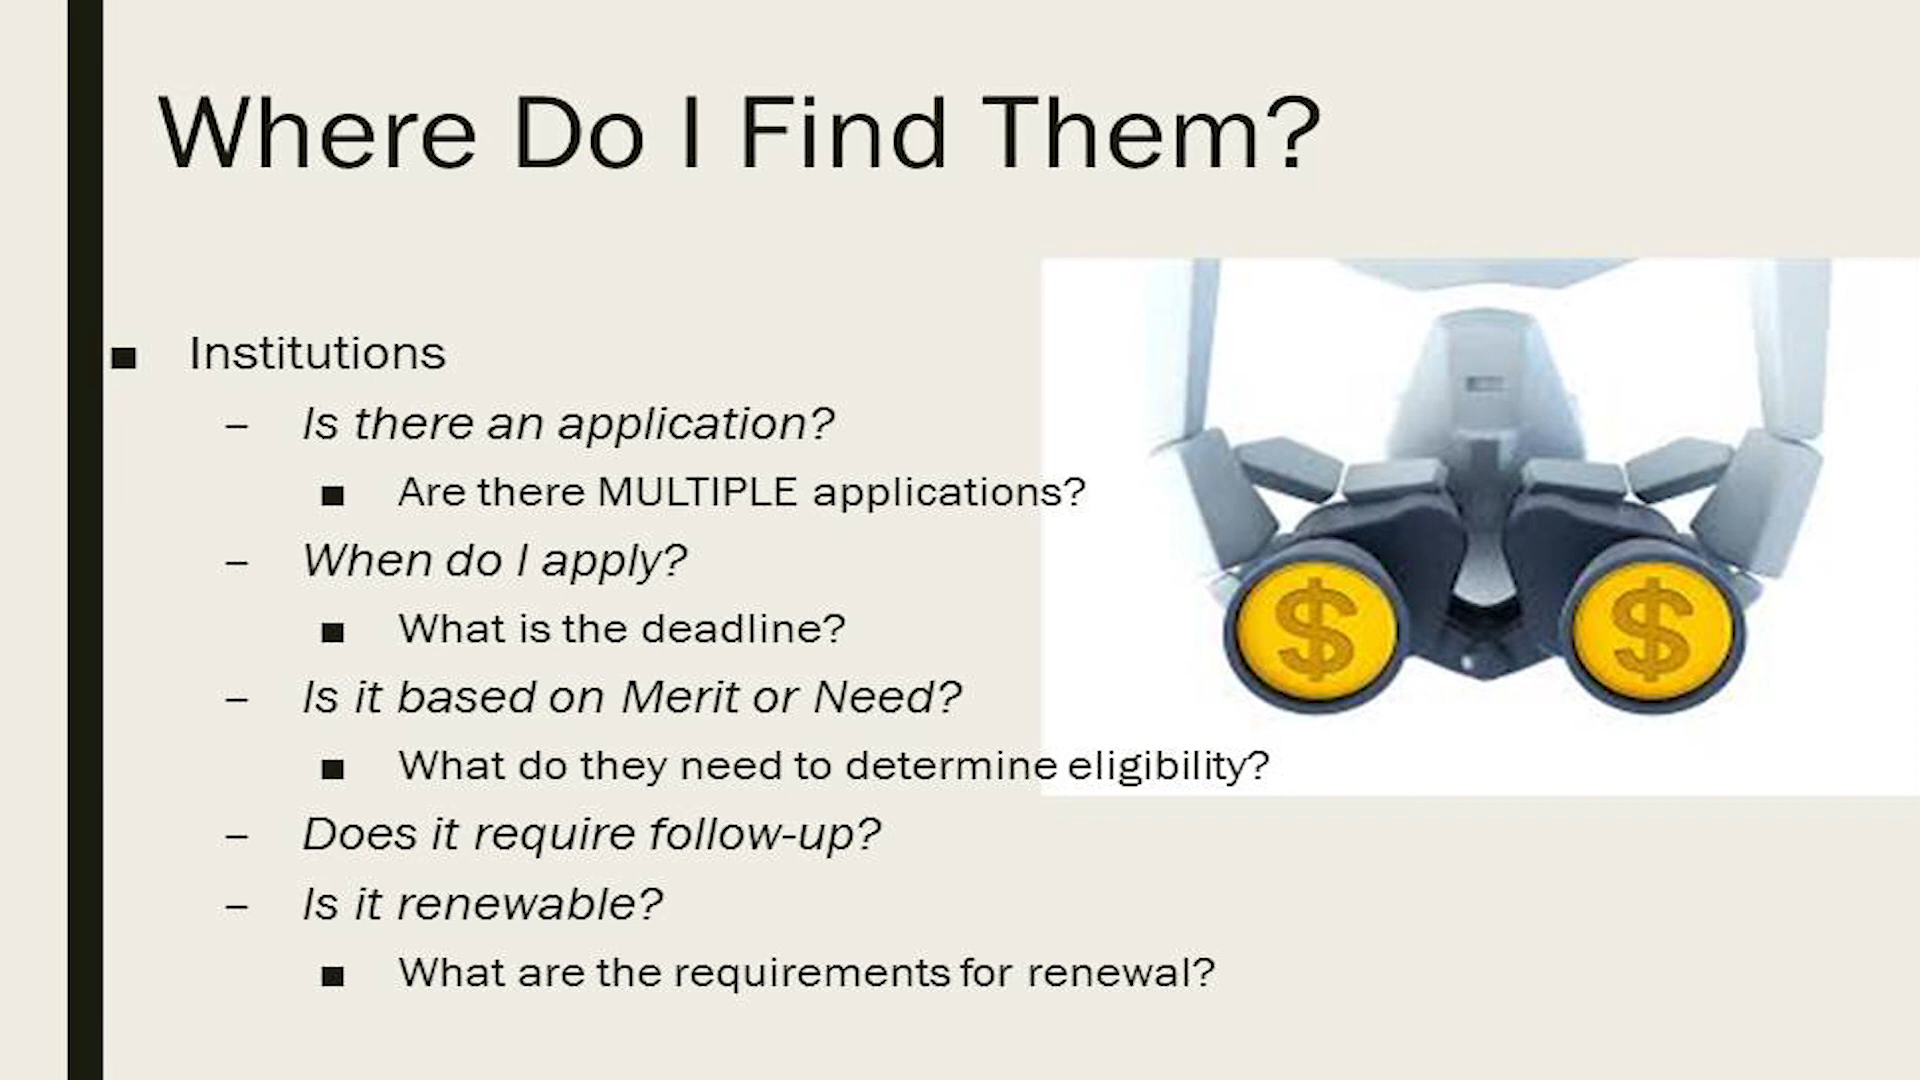 Where Do I Find Them?
■ Institutions
– Is there an application?
■ Are there MULTIPLE applications?
– When do I apply?
■ What is the deadline?
– Is it based on Merit or Need?
■ What do they need to determine eligibility?
– Does it require follow-up?
– Is it renewable?
■ What are the requirements for renewal?
$ $